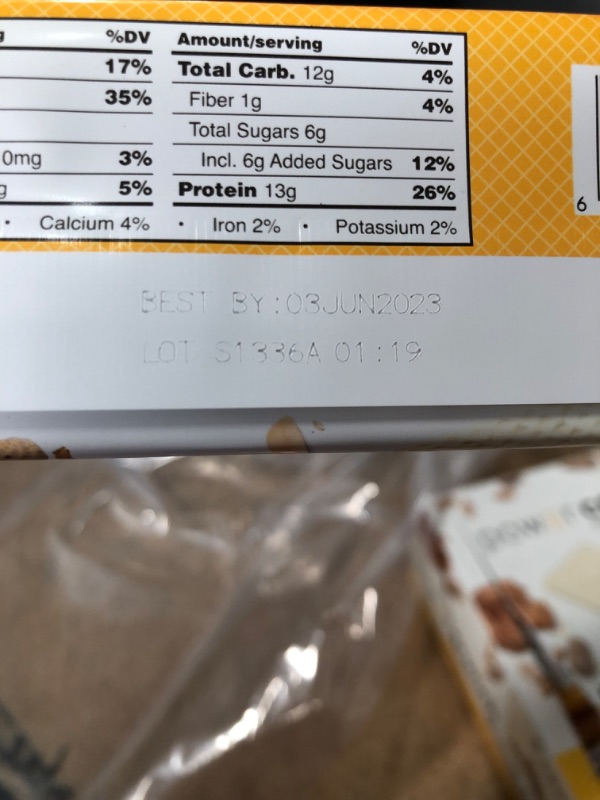 %DV Amount/serving %DV
17% Total Carb. 12g 4%
35% Fiber 1g 4%
Total Sugars 6g
0mg 3% Incl. 6g Added Sugars 12%
g 5% Protein 13g 26%
• Calcium 4% • Iron 2% • Potassium 2%
6
BEST BY:03JUN2023
LOT S1336A 01:19